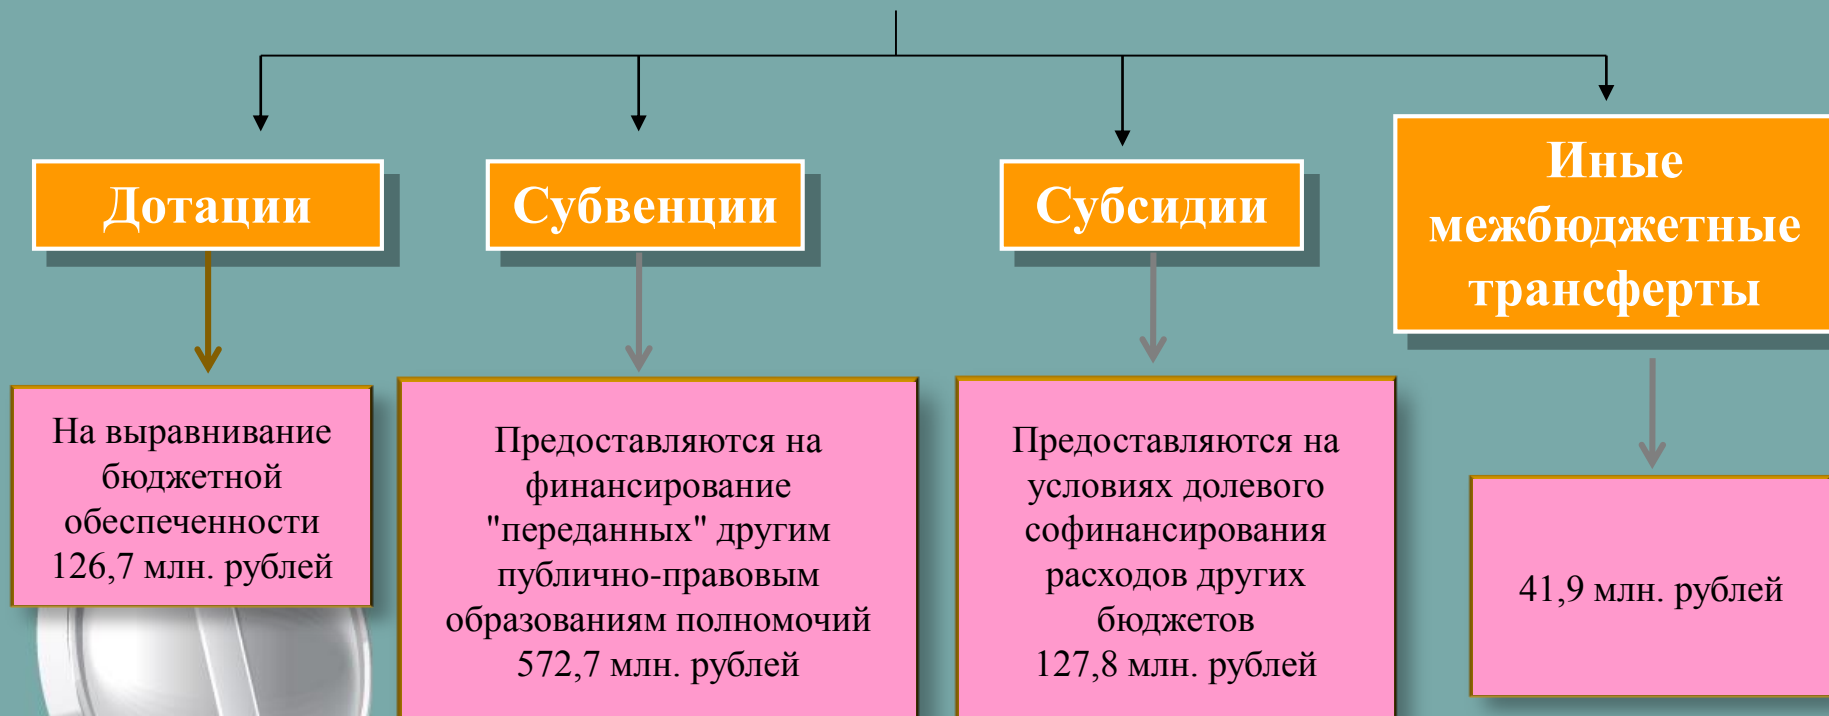 Дотации
Субвенции
Субсидии
Иные
межбюджетные
трансферты
На выравнивание
бюджетной
обеспеченности
126,7 млн. рублей
Предоставляются на
финансирование
"переданных" другим
публично-правовым
образованиям полномочий
572,7 млн. рублей
Предоставляются на
условиях долевого
софинансирования
расходов других
бюджетов
127,8 млн. рублей
41,9 млн. рублей